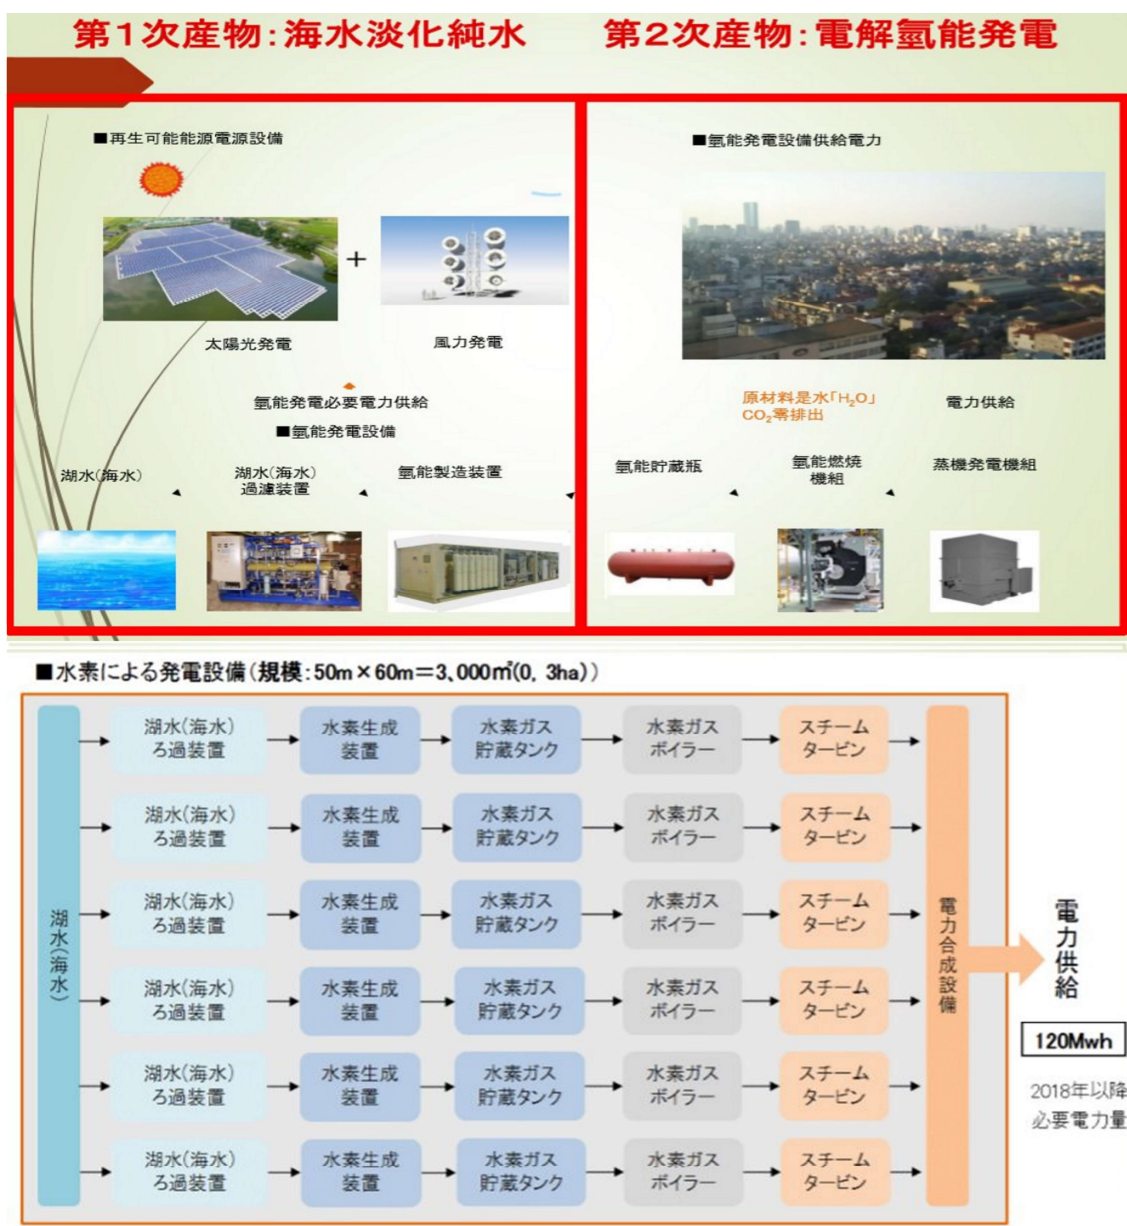 第1次産物:海水淡化純水
第2次産物:電解氫能発電
■再生可能能源電源設備
+
太陽光発電
風力発電
氫能発電必要電力供給
■氫能発電設備
湖水(海水)
湖水(海水)
過濾装置
氫能製造装置
■氫能発電設備供給電力
原材料是水「H₂O」
CO₂零排出
電力供給
氫能貯蔵瓶
氫能燃焼
機組
蒸機発電機組
■水素による発電設備(規模:50m×60m=3、000㎡(0, 3ha))
湖水(海水)
湖水(海水)
ろ過装置
水素生成
装置
水素ガス
貯蔵タンク
水素ガス
ボイラー
スチーム
タービン
湖水(海水)
ろ過装置
水素生成
装置
水素ガス
貯蔵タンク
水素ガス
ボイラー
スチーム
タービン
湖水(海水)
ろ過装置
水素生成
装置
水素ガス
貯蔵タンク
水素ガス
ボイラー
スチーム
タービン
湖水(海水)
ろ過装置
水素生成
装置
水素ガス
貯蔵タンク
水素ガス
ボイラー
スチーム
タービン
湖水(海水)
ろ過装置
水素生成
装置
水素ガス
貯蔵タンク
水素ガス
ボイラー
スチーム
タービン
湖水(海水)
ろ過装置
水素生成
装置
水素ガス
貯蔵タンク
水素ガス
ボイラー
スチーム
タービン
電力合成設備
電力供給
120Mwh
2018年以降
必要電力量